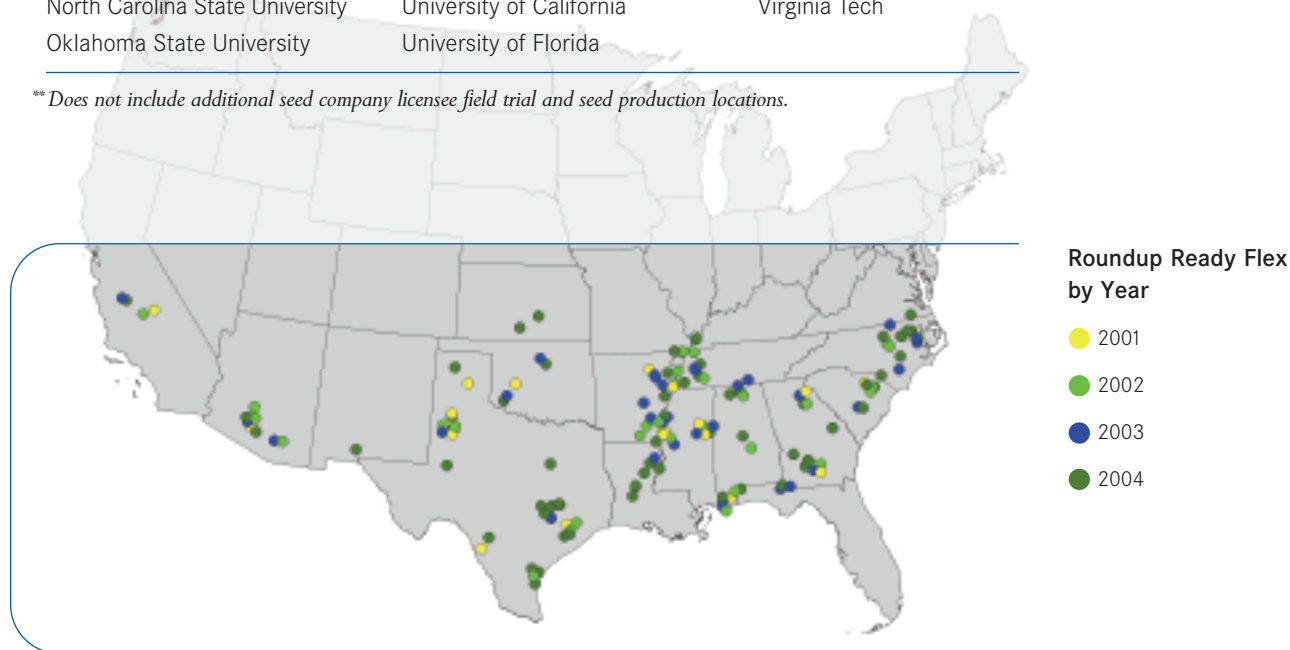 North Carolina State University University of California Virginia Tech
Oklahoma State University University of Florida
**Does not include additional seed company licensee field trial and seed production locations.
Roundup Ready Flex
by Year
2001
2002
2003
2004